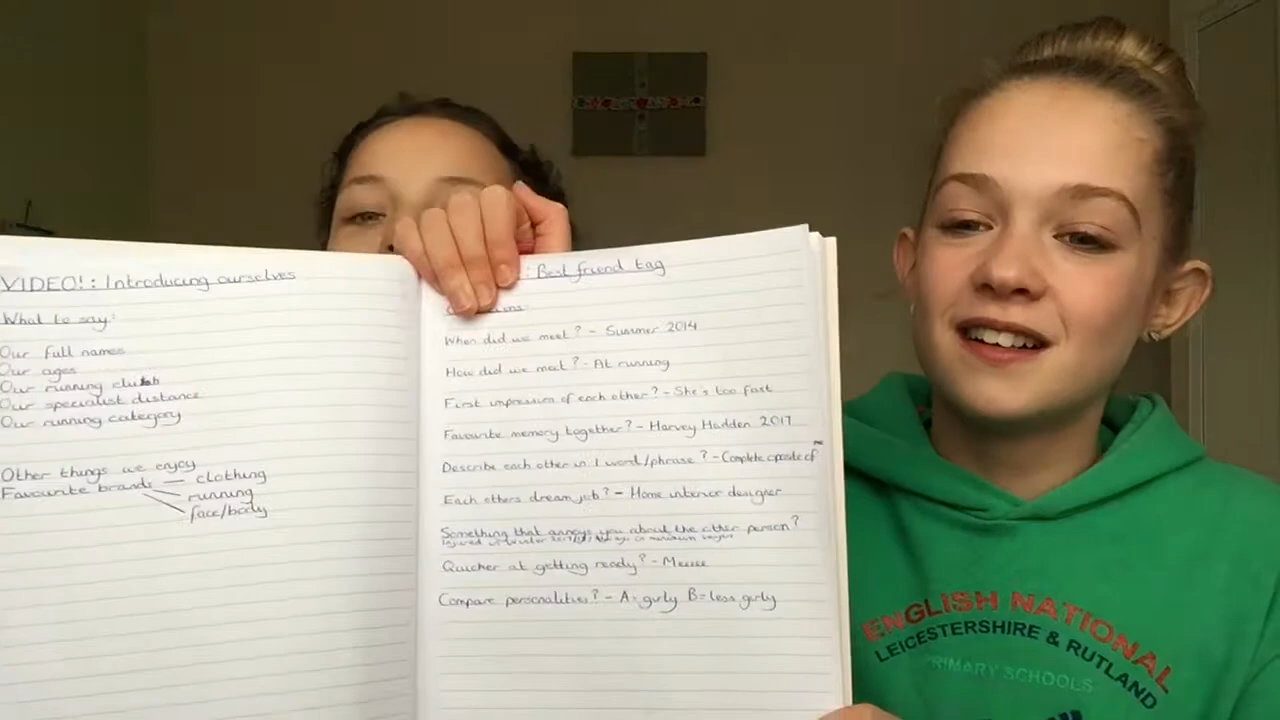 VIDEO!: Introducing ourselves
What to say:
Our full names
Our ages
Our running club
Our specialist distance
Our running category
Other things we enjoy
Favourite brands — clothing
running
face/body
: Best friend tag
When did we meet? - Summer 2014
How did we meet? - At running
First impression of each other? - She's too fast
Favourite memory together? - Harvey Hadden 2017
Describe each other in 1 word/phrase? - Complete oposite of
Each others dream job? - Home interior designer
Something that annoys you about the other person?
Quicker at getting ready? -
Compare personalities? - A: girly B=less girly
ENGLISH NATIONAL
LEICESTERSHIRE & RUTLAND
PRIMARY SCHOOLS